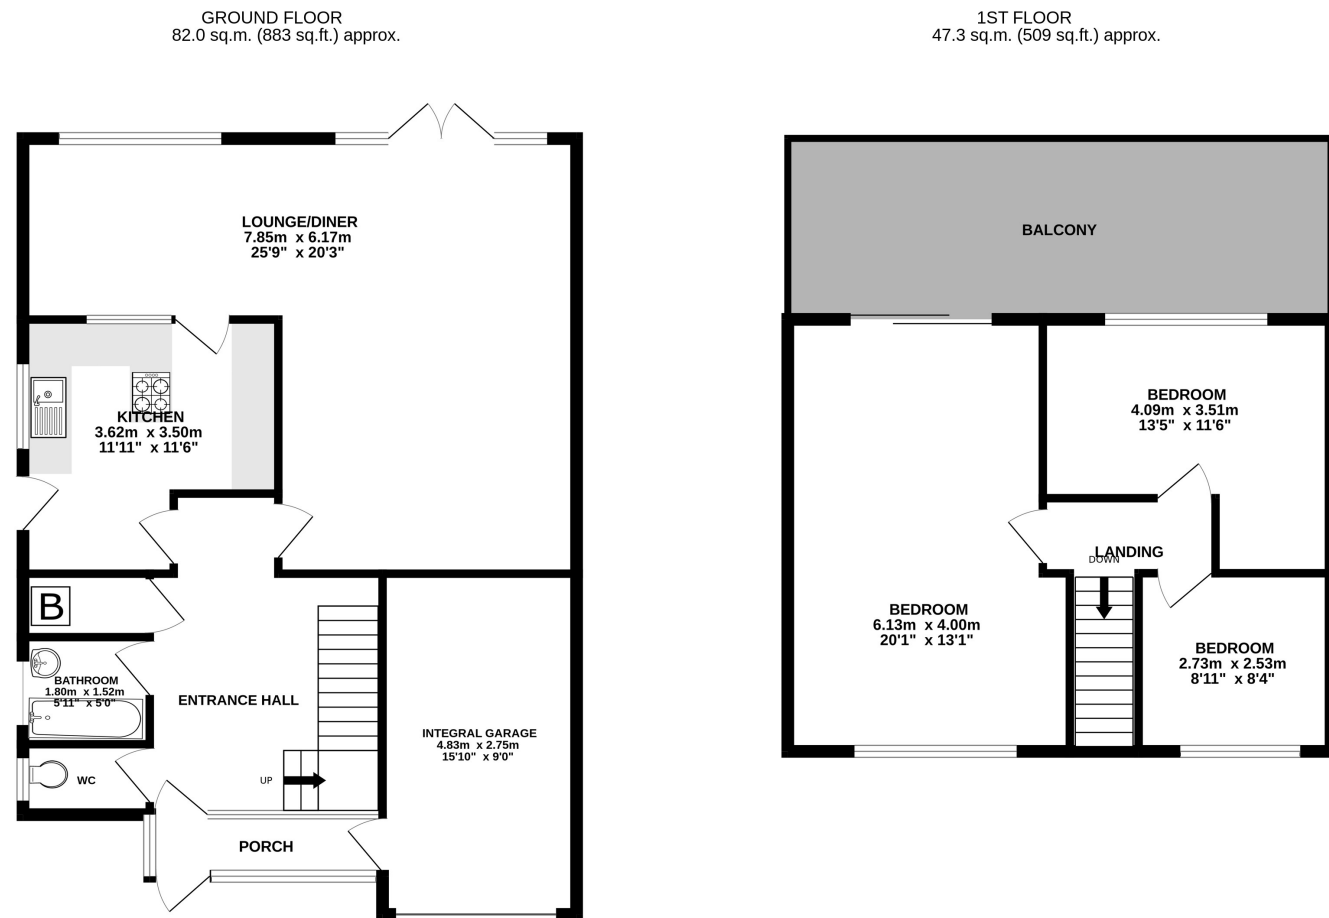 GROUND FLOOR
82.0 sq.m. (883 sq.ft.) approx.
LOUNGE/DINER
7.85m x 6.17m
25'9" x 20'3"
KITCHEN
3.62m x 3.50m
11'11" x 11'6"
B
BATHROOM
1.80m x 1.52m
5'11" x 5'0"
ENTRANCE HALL
WC
UP
PORCH
INTEGRAL GARAGE
4.83m x 2.75m
15'10" x 9'0"
1ST FLOOR
47.3 sq.m. (509 sq.ft.) approx.
BALCONY
BEDROOM
4.09m x 3.51m
13'5" x 11'6"
LANDING
DOWN
BEDROOM
6.13m x 4.00m
20'1" x 13'1"
BEDROOM
2.73m x 2.53m
8'11" x 8'4"